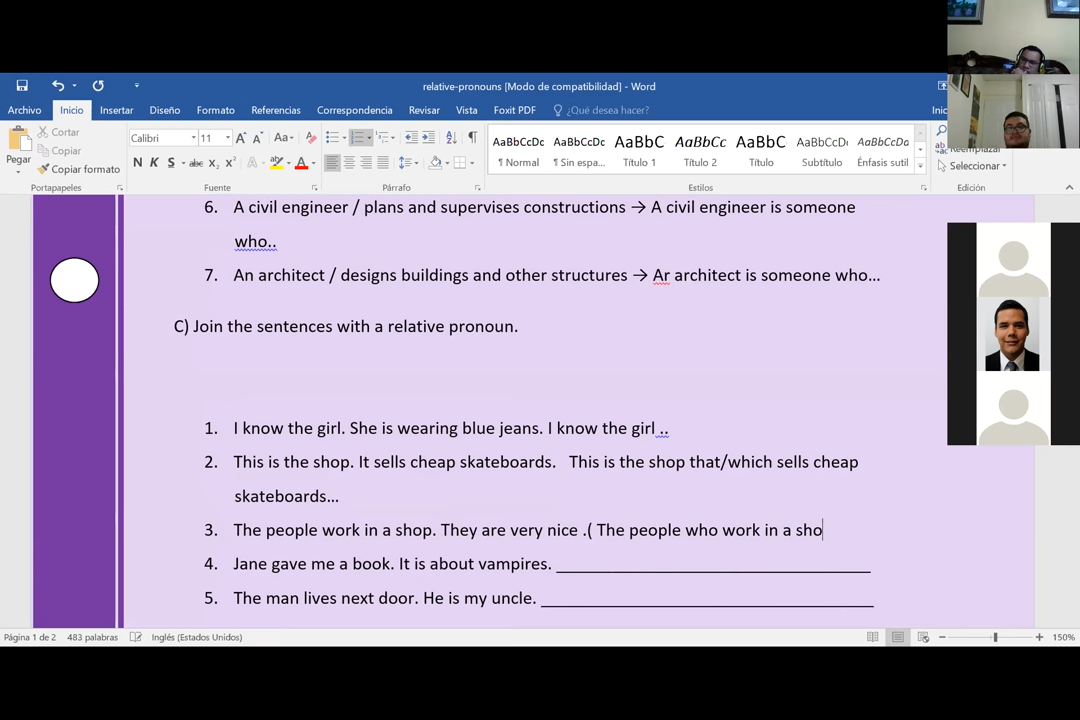 relative-pronouns [Modo de compatibilidad] - Word
Archivo Inicio Insertar Diseño Formato Referencias Correspondencia Revisar Vista Foxit PDF ¿Qué desea hacer?
Pegar Cortar Copiar Copiar formato
Calibri 11
AaBbCcDc AaBbCcDc AaBbC AaBbCc AaBbC AaBbCcDc AaBbCcDc
¶ Normal ¶ Sin espa... Título 1 Título 2 Título Subtítulo Énfasis sutil
Reemplazar
Seleccionar
Portapapeles Fuente Párrafo Estilos Edición
6. A civil engineer / plans and supervises constructions → A civil engineer is someone
who..
7. An architect / designs buildings and other structures → Ar architect is someone who...
C) Join the sentences with a relative pronoun.
1. I know the girl. She is wearing blue jeans. I know the girl ..
2. This is the shop. It sells cheap skateboards. This is the shop that/which sells cheap
skateboards...
3. The people work in a shop. They are very nice .( The people who work in a sho
4. Jane gave me a book. It is about vampires. ____
5. The man lives next door. He is my uncle. ____
Página 1 de 2 483 palabras Inglés (Estados Unidos) 150%